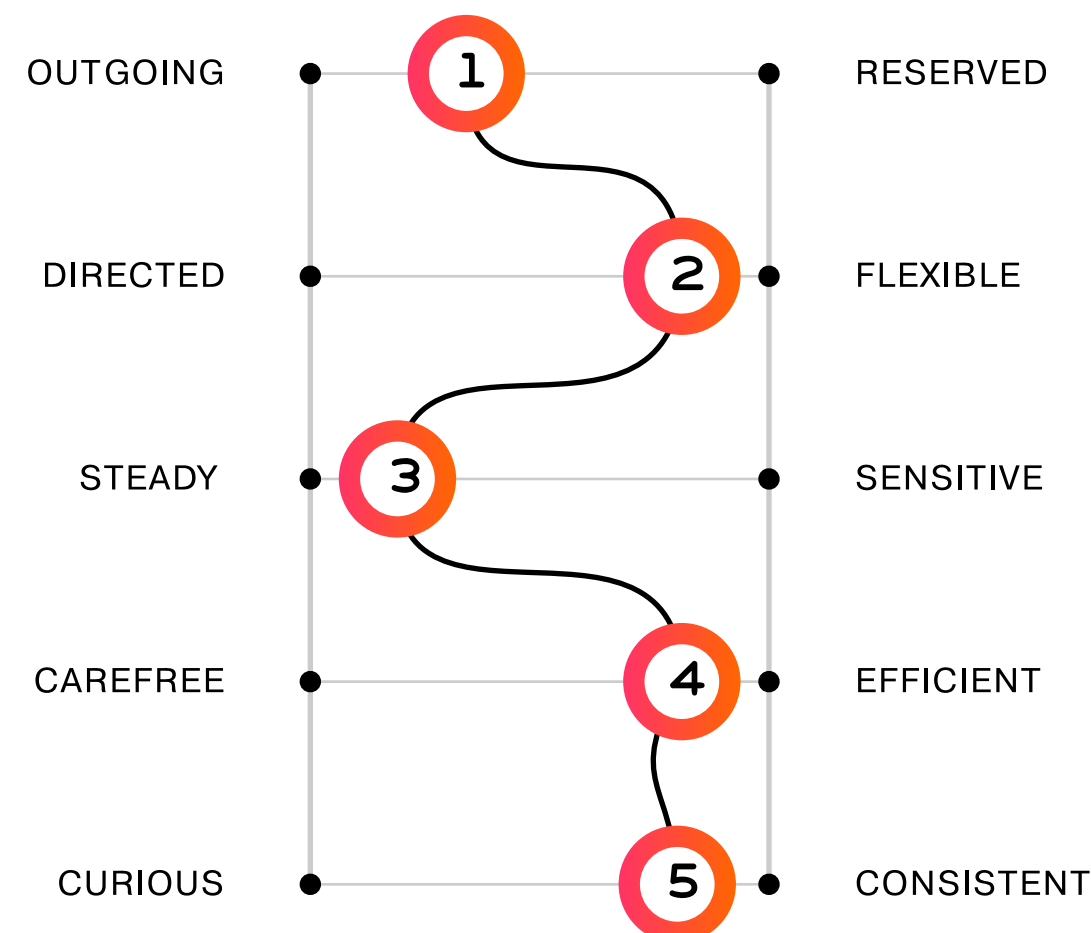 OUTGOING 1 RESERVED
DIRECTED 2 FLEXIBLE
STEADY 3 SENSITIVE
CAREFREE 4 EFFICIENT
CURIOUS 5 CONSISTENT